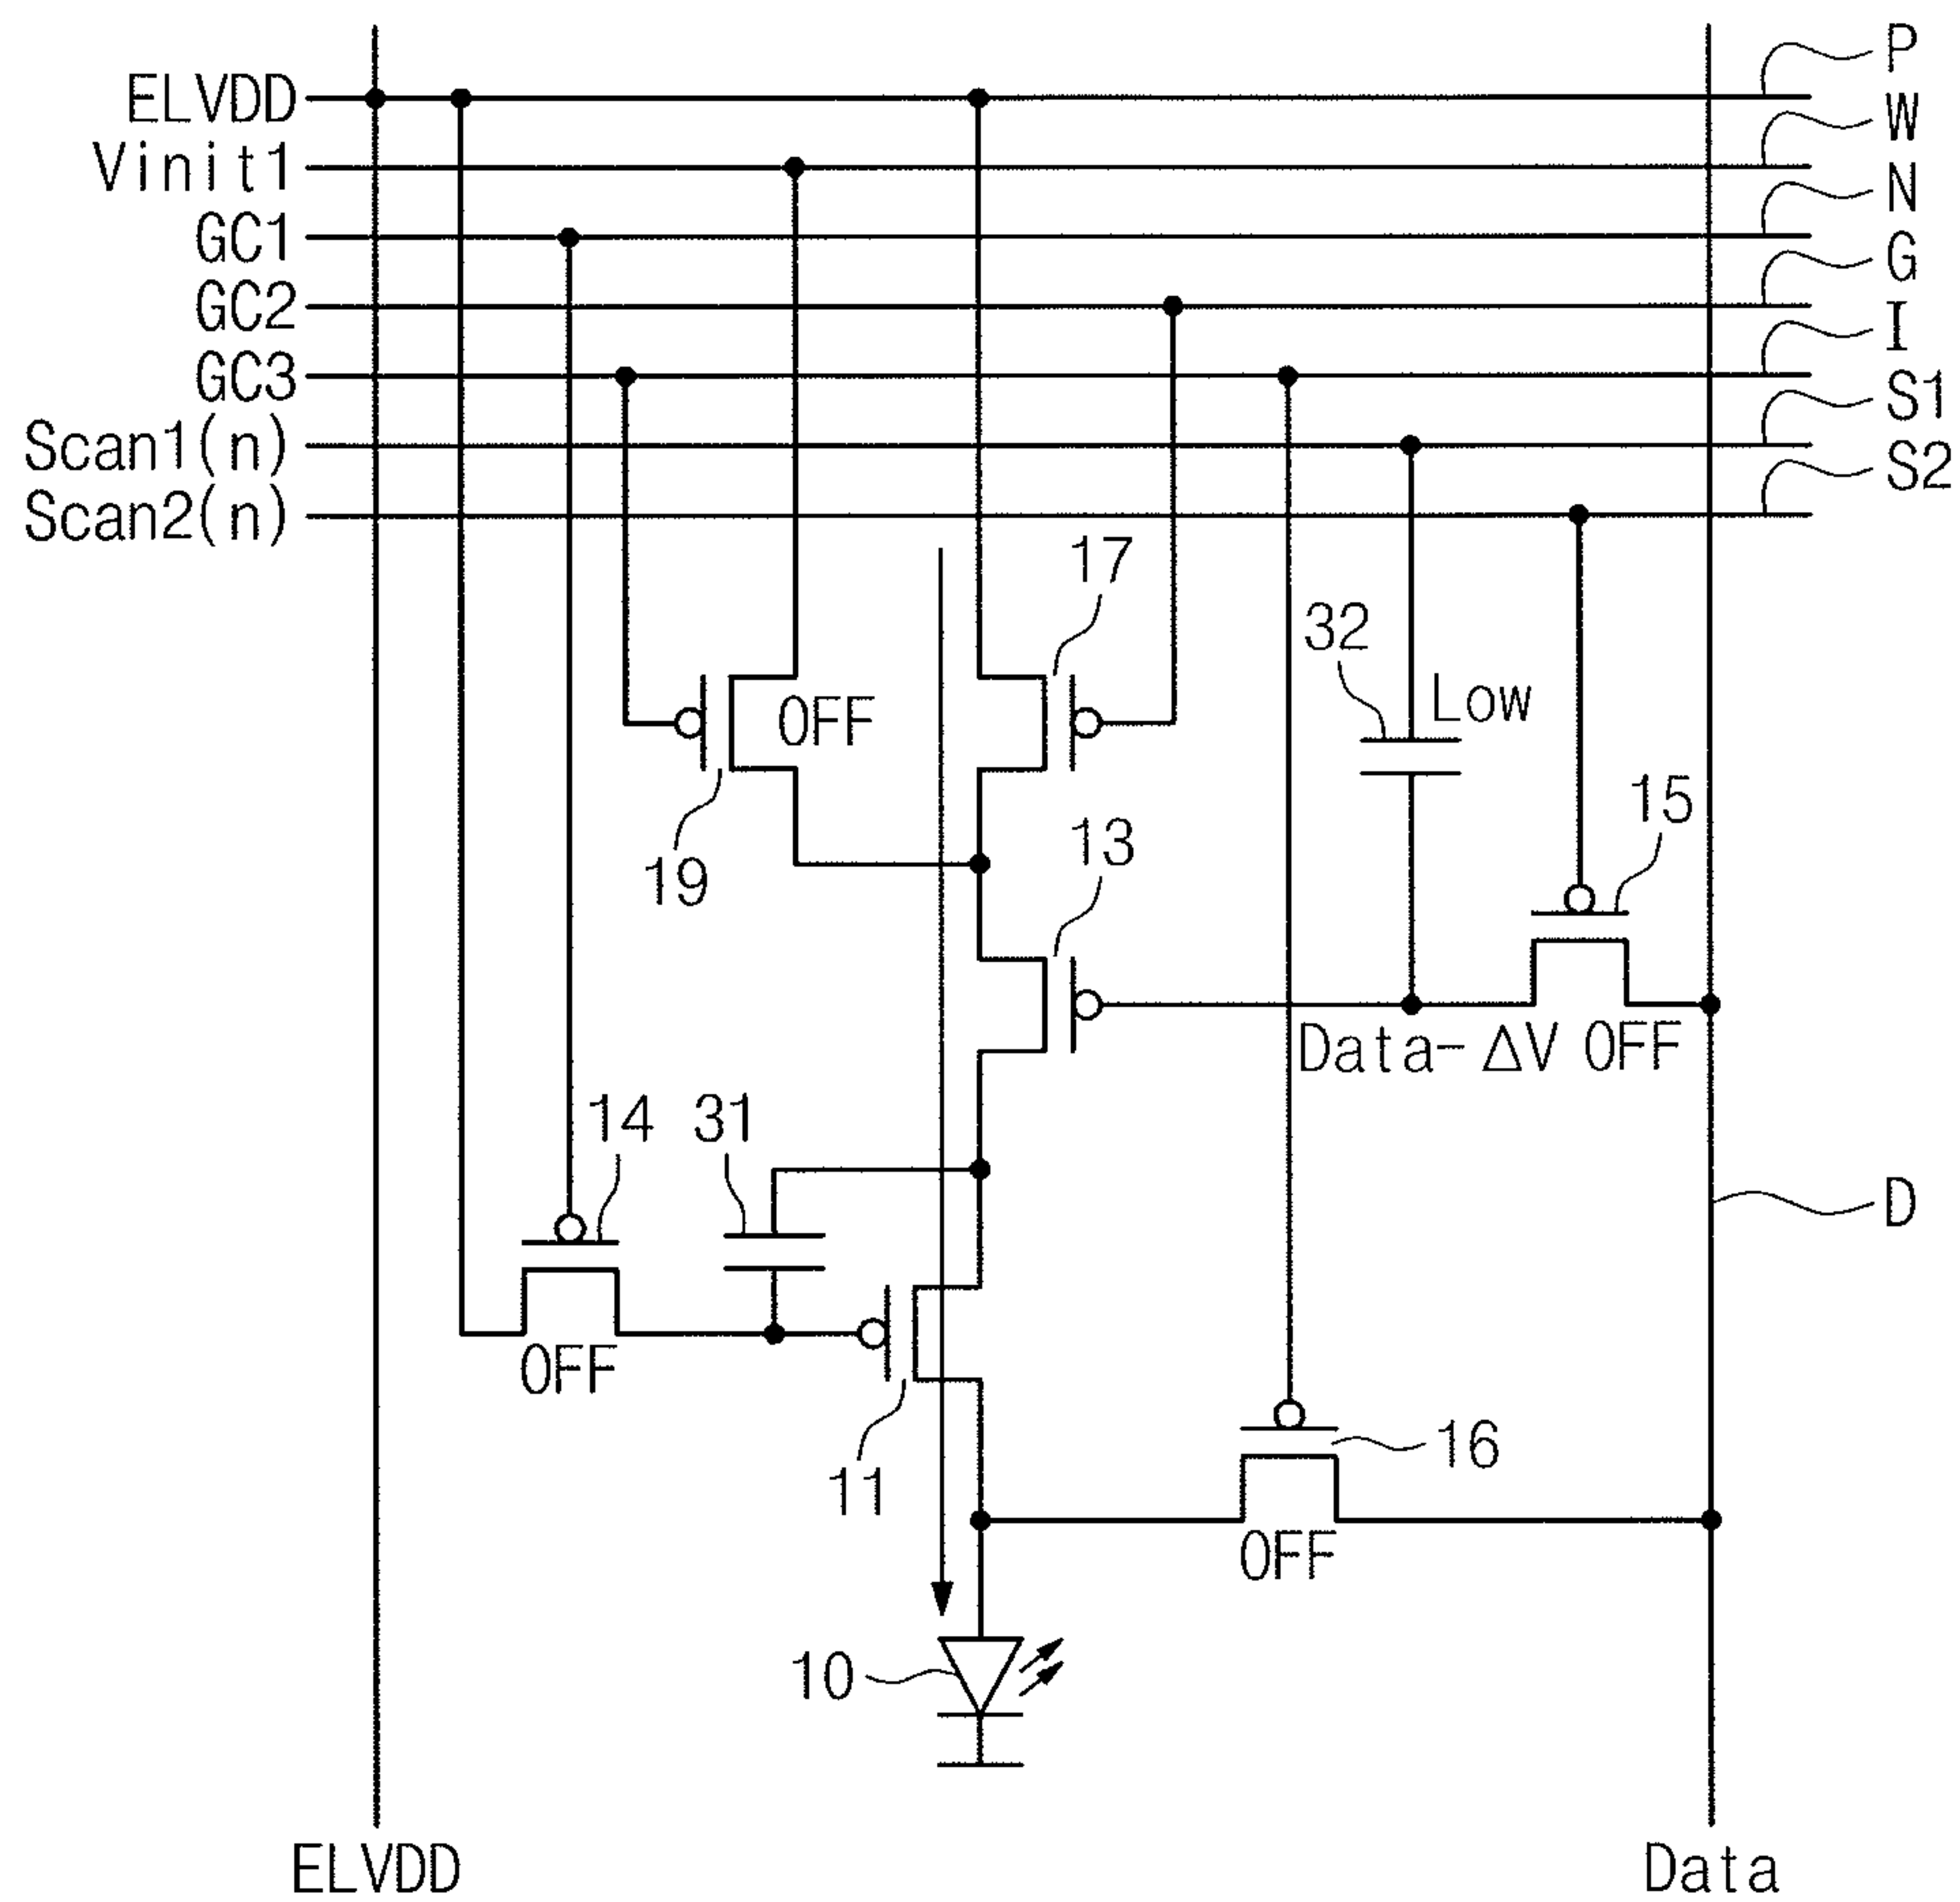 P
ELVDD
W
Vinit1
N
GC1
G
GC2
I
GC3
S1
Scan1(n)
S2
Scan2(n)
17
32
Low
OFF
15
13
19
Data-ΔV OFF
14
31
D
OFF
16
11
OFF
10
ELVDD
Data